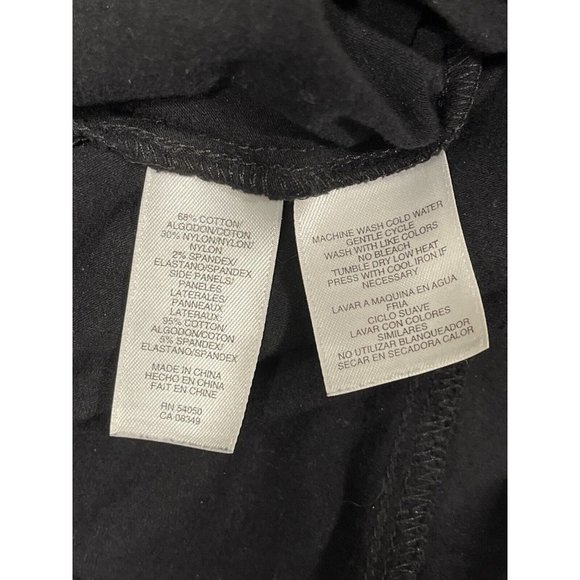 68% COTTON/
ALGODON/COTON.
30% NYLON/NYLON/
NYLON
2% SPANDEX/
ELASTANO/SPANDEX
SIDE PANELS/
PANELES
LATERALES/
PANNEAUX
LATERAUX:
95% COTTON/
ALGODON/COTON
5% SPANDEX/
ELASTANO/SPANDEX
MADE IN CHINA
HECHO EN CHINA
FAIT EN CHINE
RN 54050
CA 08349
MACHINE WASH COLD WATER
GENTLE CYCLE
WASH WITH LIKE COLORS
NO BLEACH
TUMBLE DRY LOW HEAT
PRESS WITH COOL IRON IF
NECESSARY
LAVAR A MAQUINA EN AGUA
FRIA
CICLO SUAVE
LAVAR CON COLORES
SIMILARES
NO UTILIZAR BLANQUEADOR
SECAR EN SECADORA CALOR